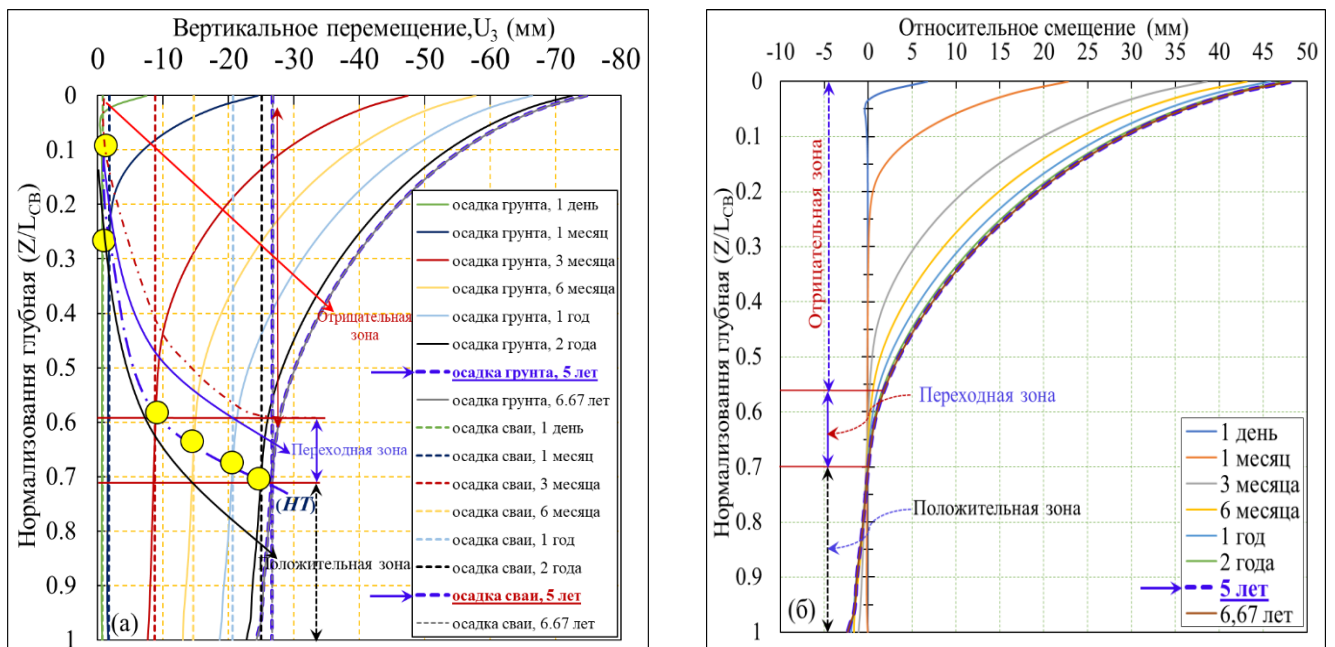 Вертикальное перемещение,U3 (мм)
0 -10 -20 -30 -40 -50 -60 -70 -80
Нормализования глубная (Z/LСВ)
0
0.1
0.2
0.3
0.4
0.5
0.6
0.7
0.8
0.9
1
осадка грунта, 1 день
осадка грунта, 1 месяц
осадка грунта, 3 месяца
осадка грунта, 6 месяца
осадка грунта, 1 год
осадка грунта, 2 года
осадка грунта, 5 лет
осадка грунта, 6.67 лет
осадка сваи, 1 день
осадка сваи, 1 месяц
осадка сваи, 3 месяца
осадка сваи, 6 месяца
осадка сваи, 1 год
осадка сваи, 2 года
осадка сваи, 5 лет
осадка сваи, 6.67 лет
Отрицательная
зона
Переходная зона
(НТ)
Положительная зона
(а)
Относительное смещение (мм)
-10 -5 0 5 10 15 20 25 30 35 40 45 50
Нормализования глубная (Z/LСВ)
0
0.1
0.2
0.3
0.4
0.5
0.6
0.7
0.8
0.9
1
Отрицательная зона
Переходная зона
Положительная зона
1 день
1 месяц
3 месяца
6 месяца
1 год
2 года
5 лет
6,67 лет
(б)